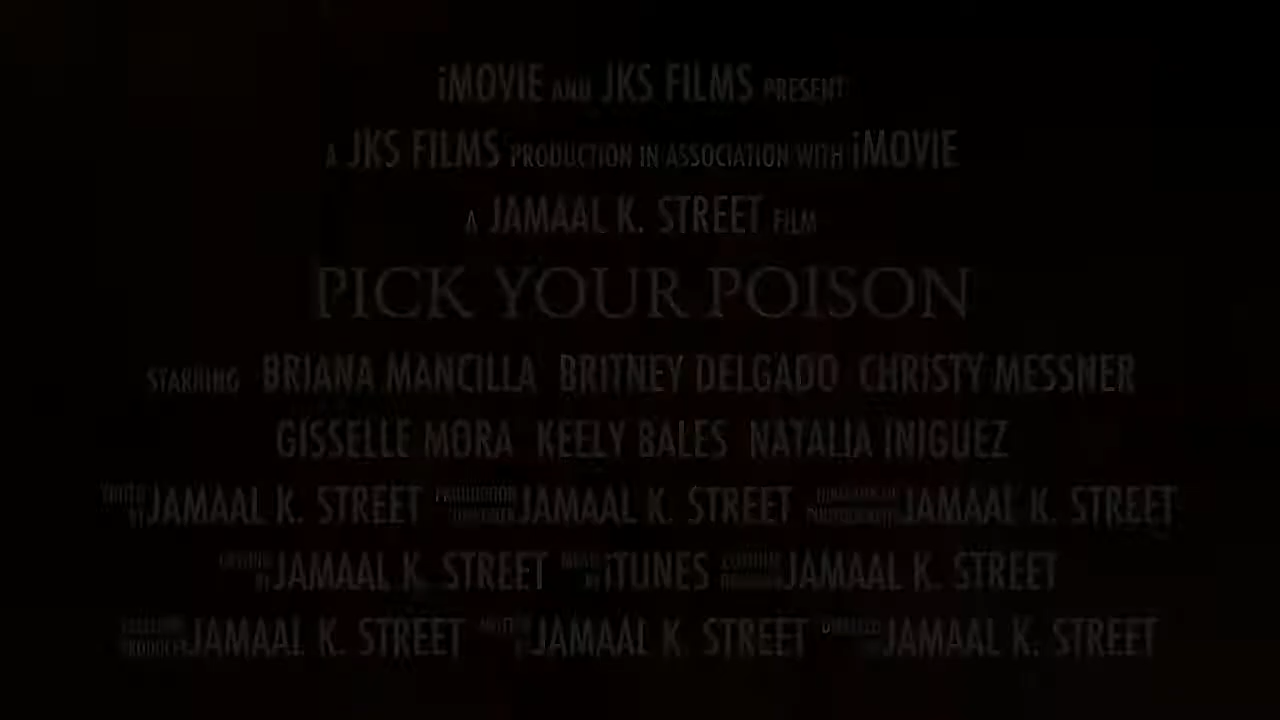 iMOVIE AND JKS FILMS PRESENT
A JKS FILMS PRODUCTION IN ASSOCIATION WITH iMOVIE
A JAMAAL K. STREET FILM
PICK YOUR POISON
STARRING BRIANA MANCILLA BRITNEY DELGADO CHRISTY MESSNER
GISSELLE MORA KEELY BALES NATALIA INIGUEZ
JAMAAL K. STREET JAMAAL K. STREET JAMAAL K. STREET
JAMAAL K. STREET iTUNES JAMAAL K. STREET
JAMAAL K. STREET JAMAAL K. STREET JAMAAL K. STREET